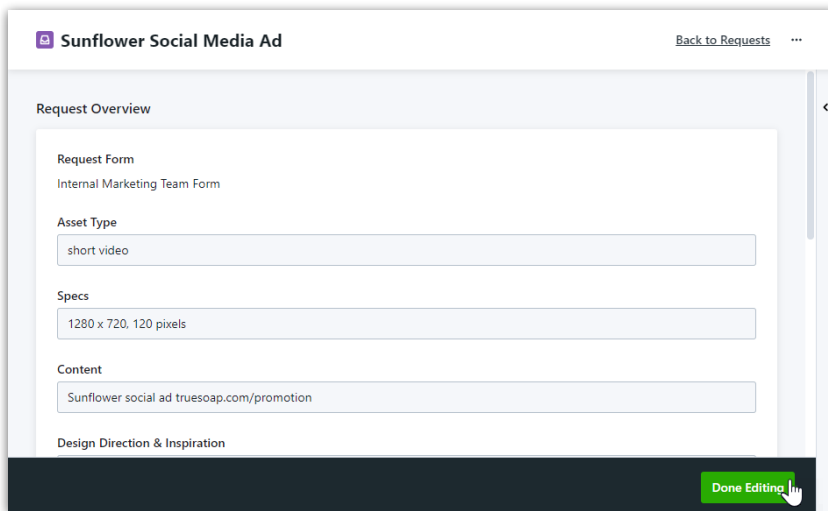 Sunflower Social Media Ad
Back to Requests
Request Overview
Request Form
Internal Marketing Team Form
Asset Type
short video
Specs
1280 x 720, 120 pixels
Content
Sunflower social ad truesoap.com/promotion
Design Direction & Inspiration
Done Editing